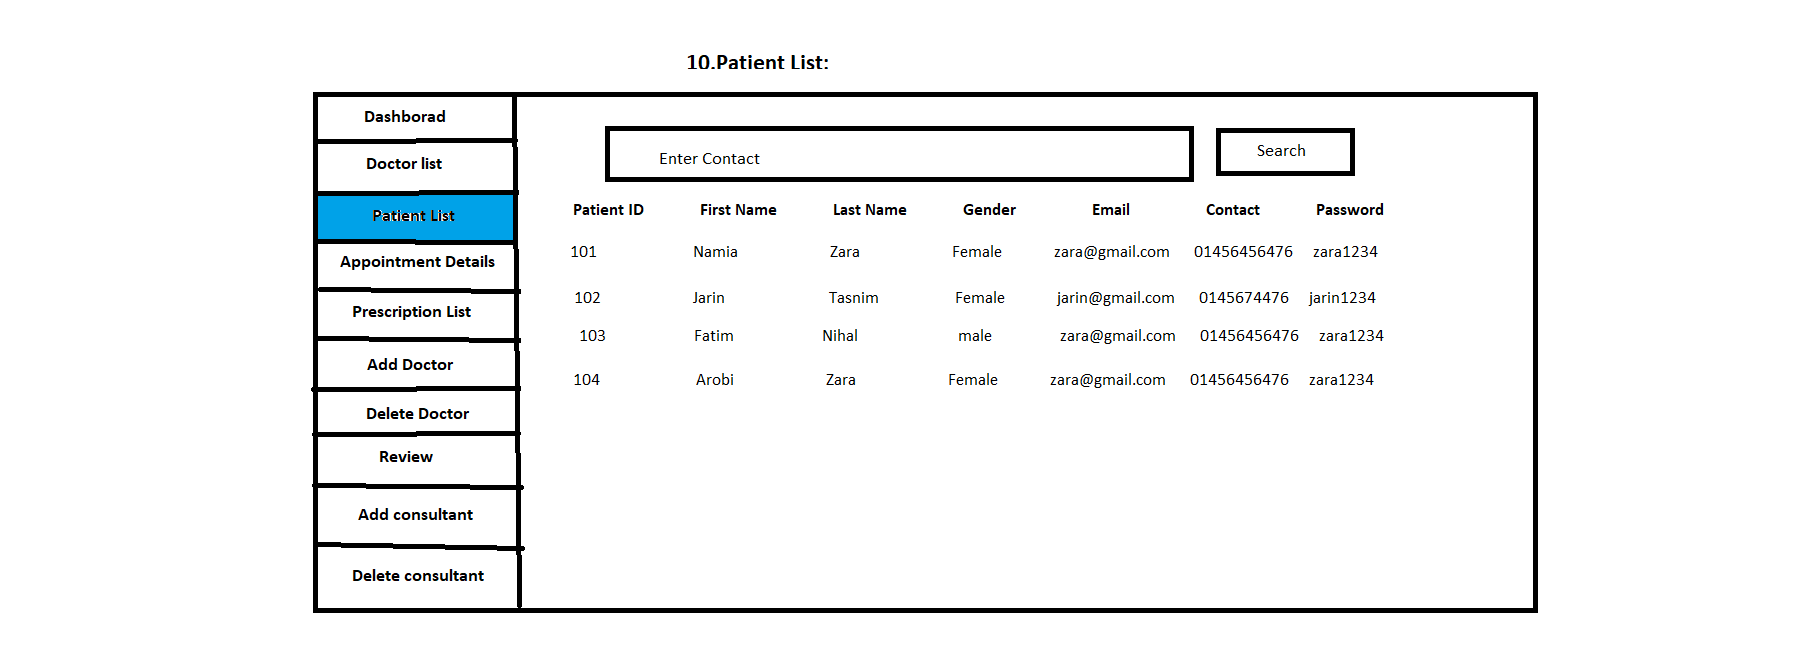 10.Patient List:
Dashborad
Doctor list
Patient List
Appointment Details
Prescription List
Add Doctor
Delete Doctor
Review
Add consultant
Delete consultant
Enter Contact
Search
Patient ID First Name Last Name Gender Email Contact Password
101 Namia Zara Female zara@gmail.com 01456456476 zara1234
102 Jarin Tasnim Female jarin@gmail.com 0145674476 jarin1234
103 Fatim Nihal male zara@gmail.com 01456456476 zara1234
104 Arobi Zara Female zara@gmail.com 01456456476 zara1234